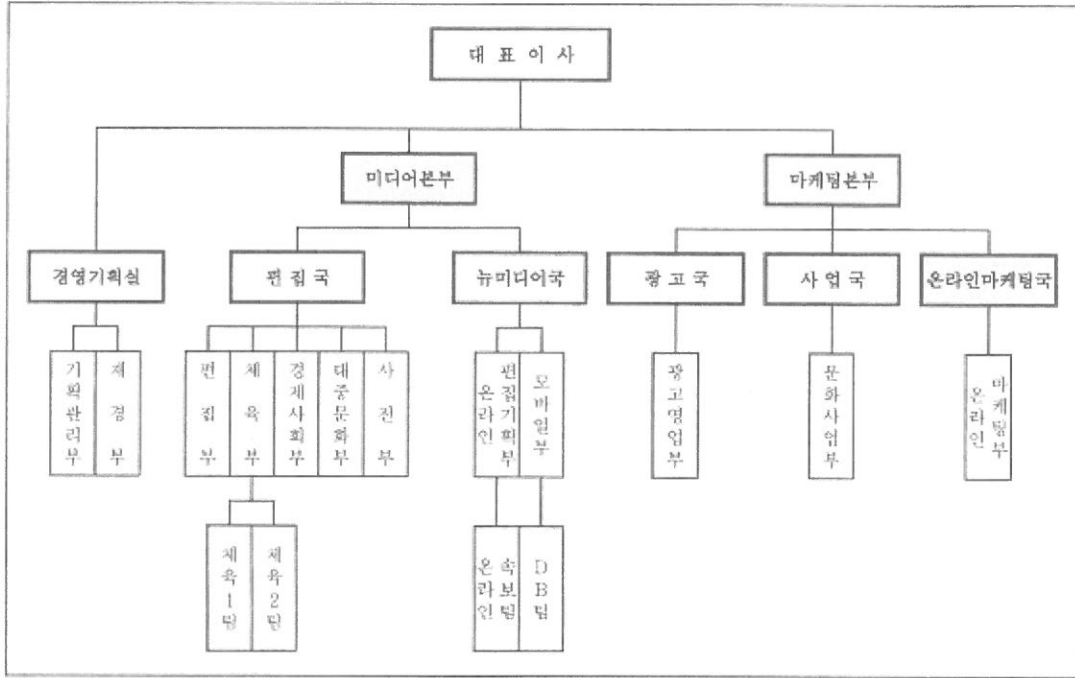 대 표 이 사
미디어본부
마케팅본부
경영기획실
편 집 국
뉴미디어국
광 고 국
사 업 국
온라인마케팅국
기획관리부
재 경 부
편 집 부
체 육 부
경제사회부
대중문화부
사 진 부
온라인
편집기획부
모바일부
광고영업부
문화사업부
온라인
마케팅부
체육1팀
체육2팀
온라인
속보팀
DB팀